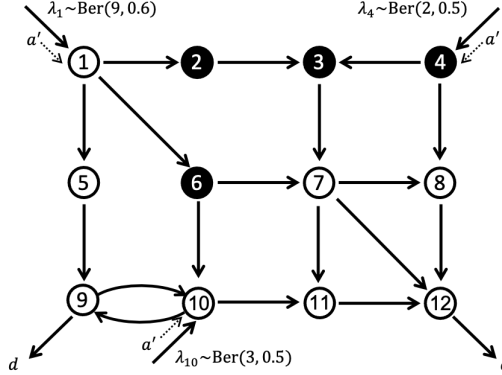 λ₁~Ber(9, 0.6)
λ₄~Ber(2, 0.5)
a′
a′
1
2
3
4
5
6
7
8
9
10
11
12
a′
λ₁₀~Ber(3, 0.5)
d